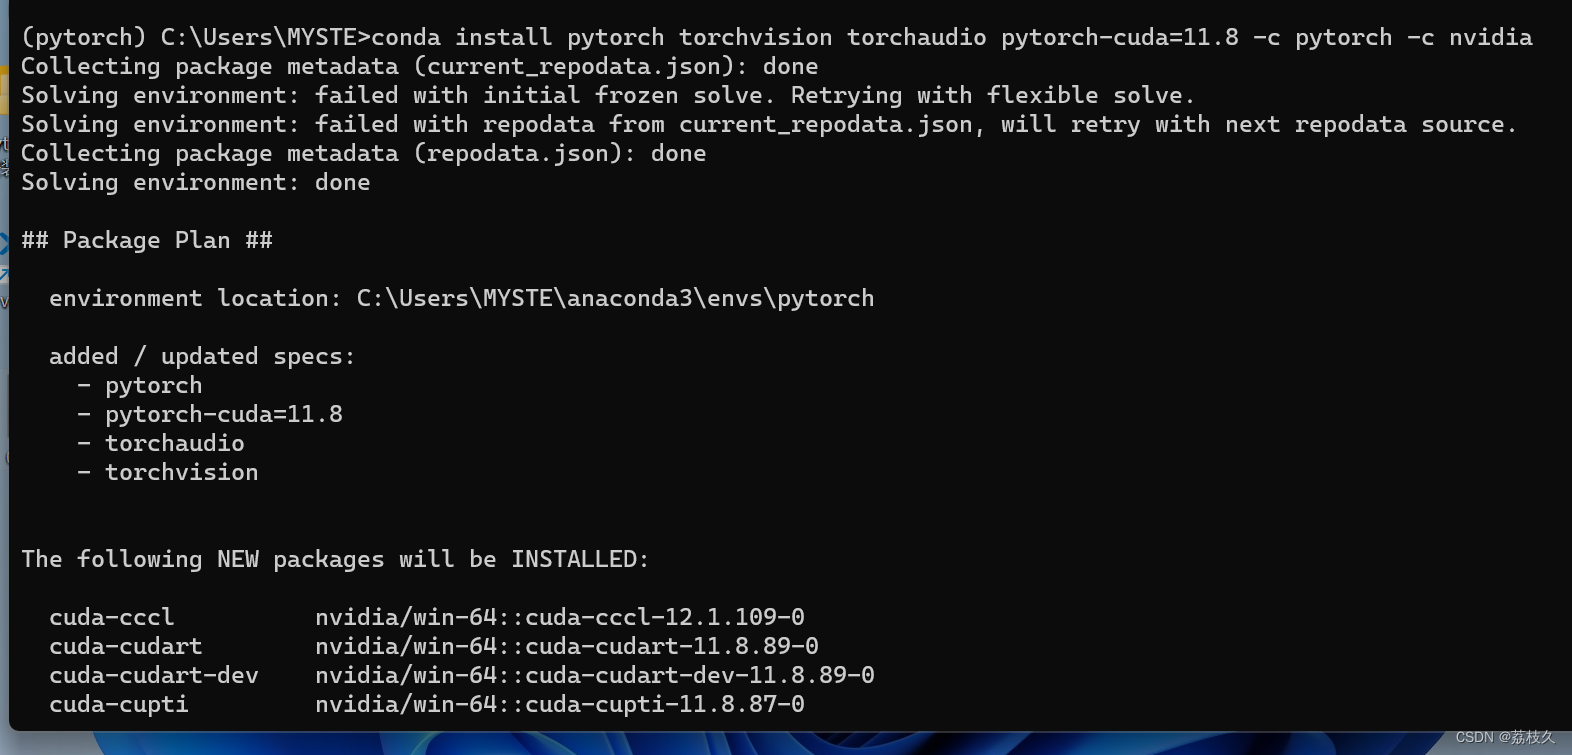 (pytorch) C:\Users\MYSTE>conda install pytorch torchvision torchaudio pytorch-cuda=11.8 -c pytorch -c nvidia
Collecting package metadata (current_repodata.json): done
Solving environment: failed with initial frozen solve. Retrying with flexible solve.
Solving environment: failed with repodata from current_repodata.json, will retry with next repodata source.
Collecting package metadata (repodata.json): done
Solving environment: done
## Package Plan ##
environment location: C:\Users\MYSTE\anaconda3\envs\pytorch
added / updated specs:
- pytorch
- pytorch-cuda=11.8
- torchaudio
- torchvision
The following NEW packages will be INSTALLED:
cuda-cccl nvidia/win-64::cuda-cccl-12.1.109-0
cuda-cudart nvidia/win-64::cuda-cudart-11.8.89-0
cuda-cudart-dev nvidia/win-64::cuda-cudart-dev-11.8.89-0
cuda-cupti nvidia/win-64::cuda-cupti-11.8.87-0
CSDN @荔枝久